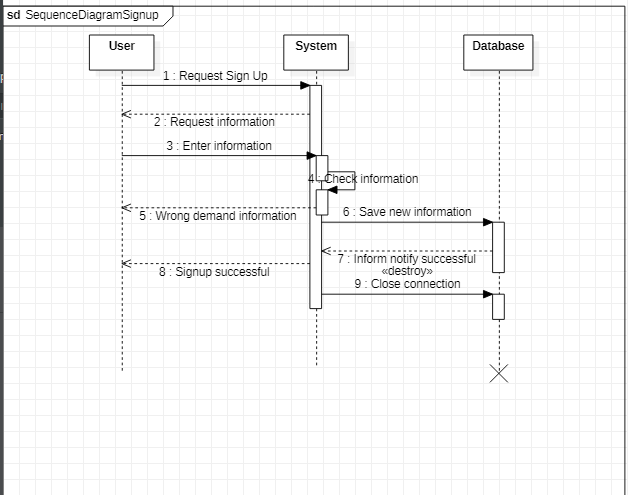 sd SequenceDiagramSignup
User
System
Database
1 : Request Sign Up
2 : Request information
3 : Enter information
4 : Check information
5 : Wrong demand information
6 : Save new information
7 : Inform notify successful
«destroy»
8 : Signup successful
9 : Close connection